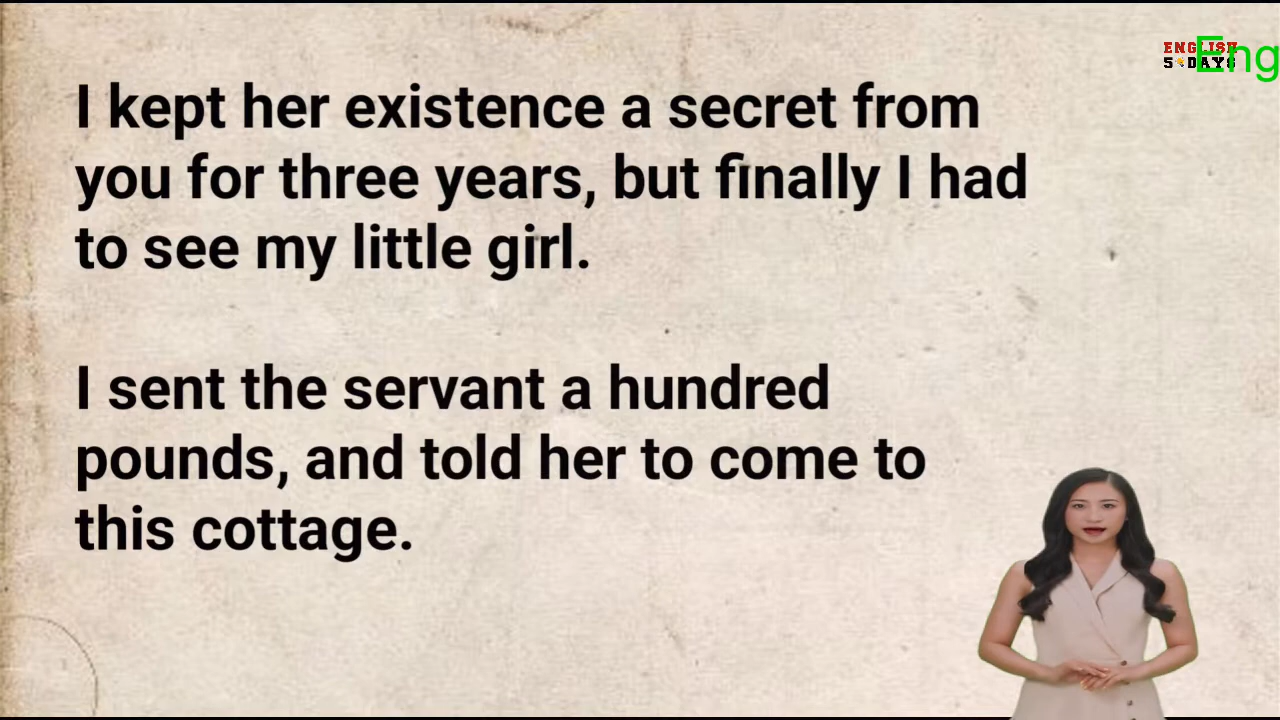 I kept her existence a secret from
you for three years, but finally I had
to see my little girl.
I sent the servant a hundred
pounds, and told her to come to
this cottage.
ENGLISH
5 DAYS
Eng